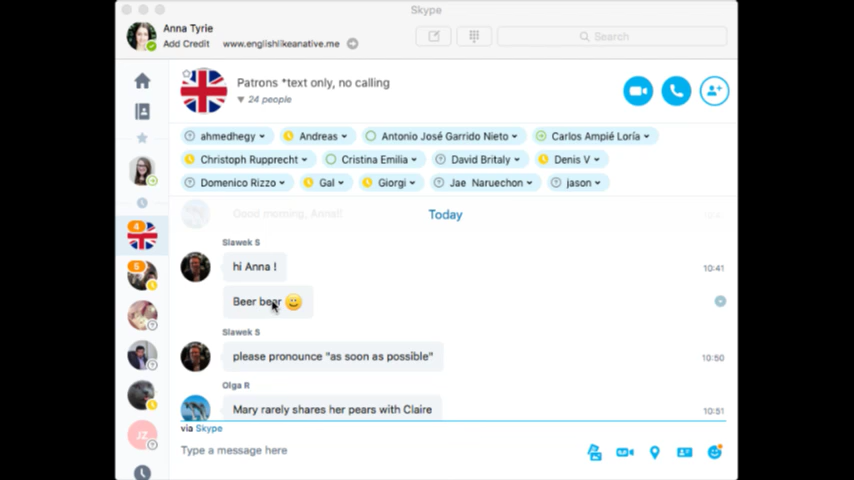 Skype
Anna Tyrie
Add Credit www.englishlikeanative.me
Search
Patrons *text only, no calling
24 people
ahmedhegy Andreas Antonio José Garrido Nieto Carlos Ampié Loría
Christoph Rupprecht Cristina Emilia David Britaly Denis V
Domenico Rizzo Gal Giorgi Jae Naruechon jason
Good morning, Anna!!
Today
4
Slawek S
hi Anna !
10:41
Beer beer
Slawek S
please pronounce "as soon as possible"
10:50
Olga R
Mary rarely shares her pears with Claire
10:51
JZ
via Skype
Type a message here